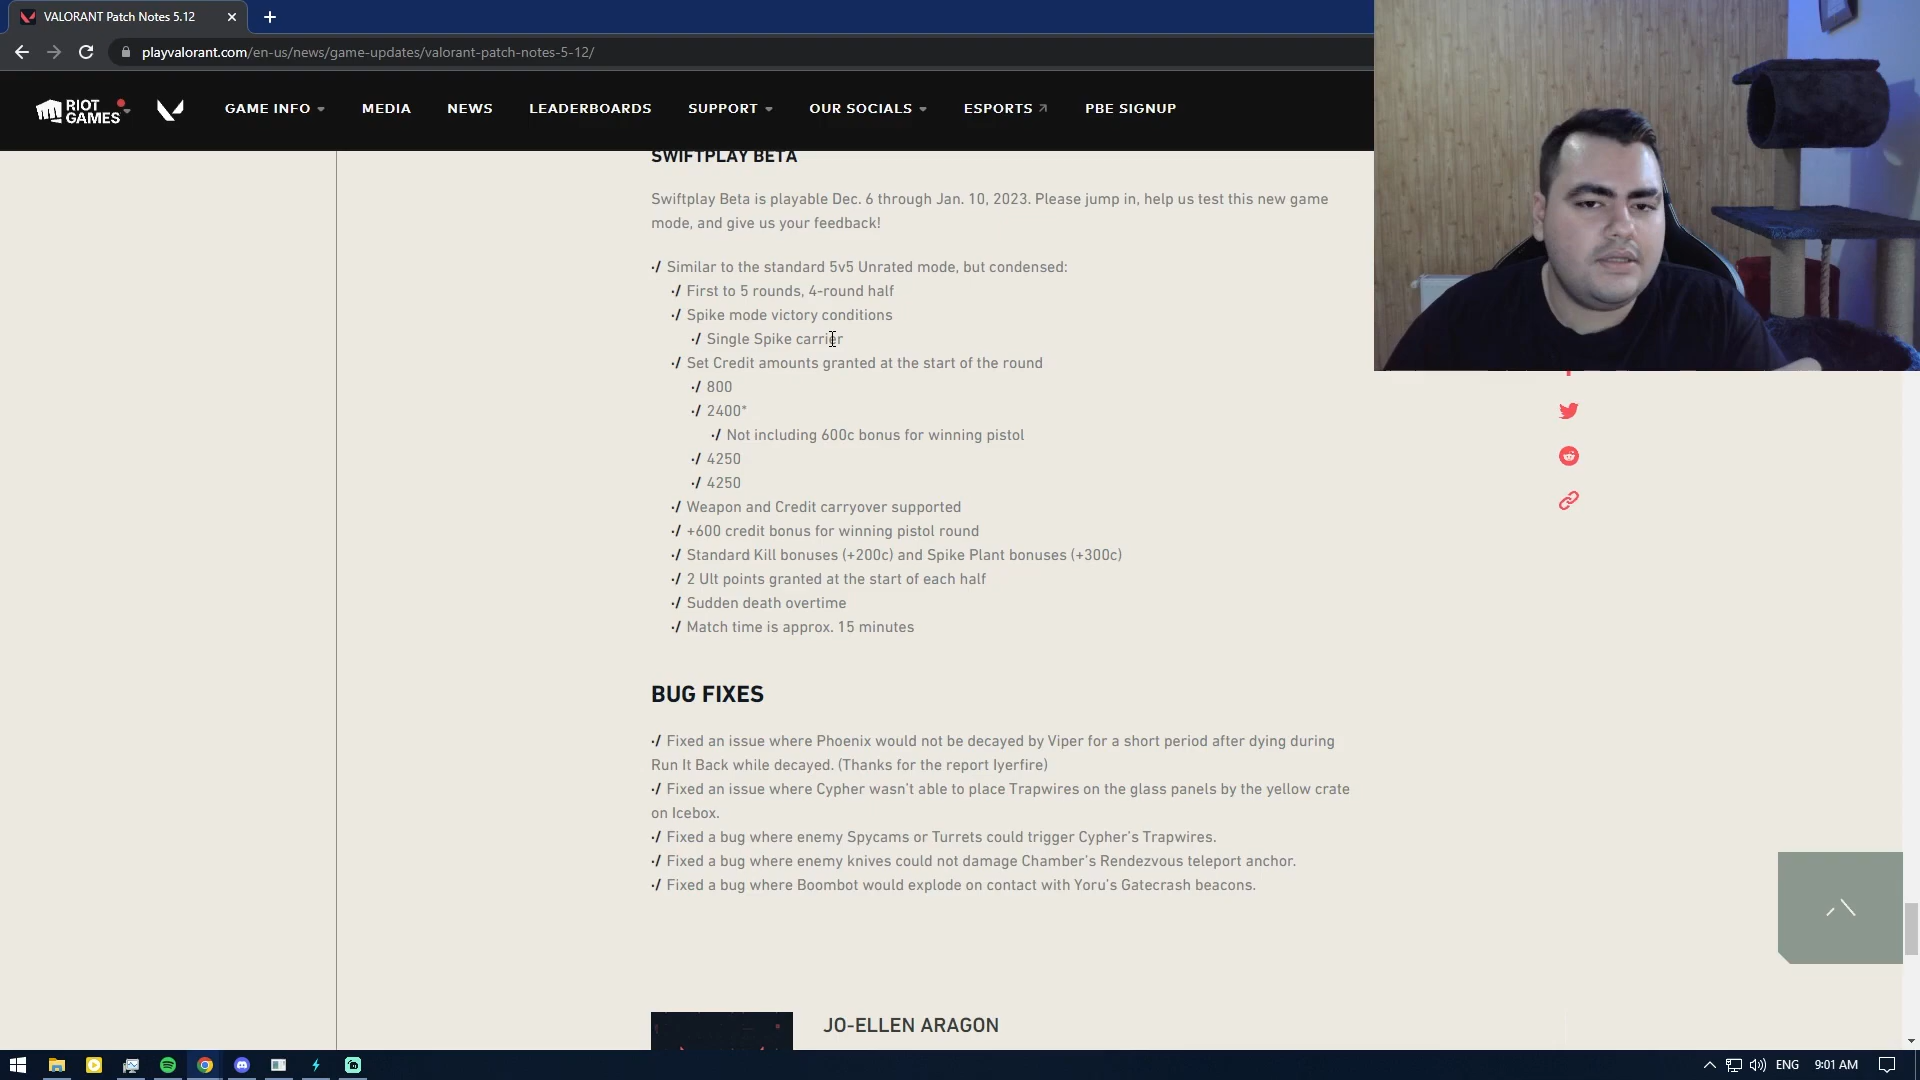 VALORANT Patch Notes 5.12
playvalorant.com/en-us/news/game-updates/valorant-patch-notes-5-12/
RIOT GAMES
GAME INFO MEDIA NEWS LEADERBOARDS SUPPORT OUR SOCIALS ESPORTS PBE SIGNUP
SWIFTPLAY BETA
Swiftplay Beta is playable Dec. 6 through Jan. 10, 2023. Please jump in, help us test this new game
mode, and give us your feedback!
Similar to the standard 5v5 Unrated mode, but condensed:
First to 5 rounds, 4-round half
Spike mode victory conditions
Single Spike carrier
Set Credit amounts granted at the start of the round
800
2400*
Not including 600c bonus for winning pistol
4250
4250
Weapon and Credit carryover supported
+600 credit bonus for winning pistol round
Standard Kill bonuses (+200c) and Spike Plant bonuses (+300c)
2 Ult points granted at the start of each half
Sudden death overtime
Match time is approx. 15 minutes
BUG FIXES
Fixed an issue where Phoenix would not be decayed by Viper for a short period after dying during
Run It Back while decayed. (Thanks for the report Iyerfire)
Fixed an issue where Cypher wasn't able to place Trapwires on the glass panels by the yellow crate
on Icebox.
Fixed a bug where enemy Spycams or Turrets could trigger Cypher's Trapwires.
Fixed a bug where enemy knives could not damage Chamber's Rendezvous teleport anchor.
Fixed a bug where Boombot would explode on contact with Yoru's Gatecrash beacons.
JO-ELLEN ARAGON
ENG 9:01 AM